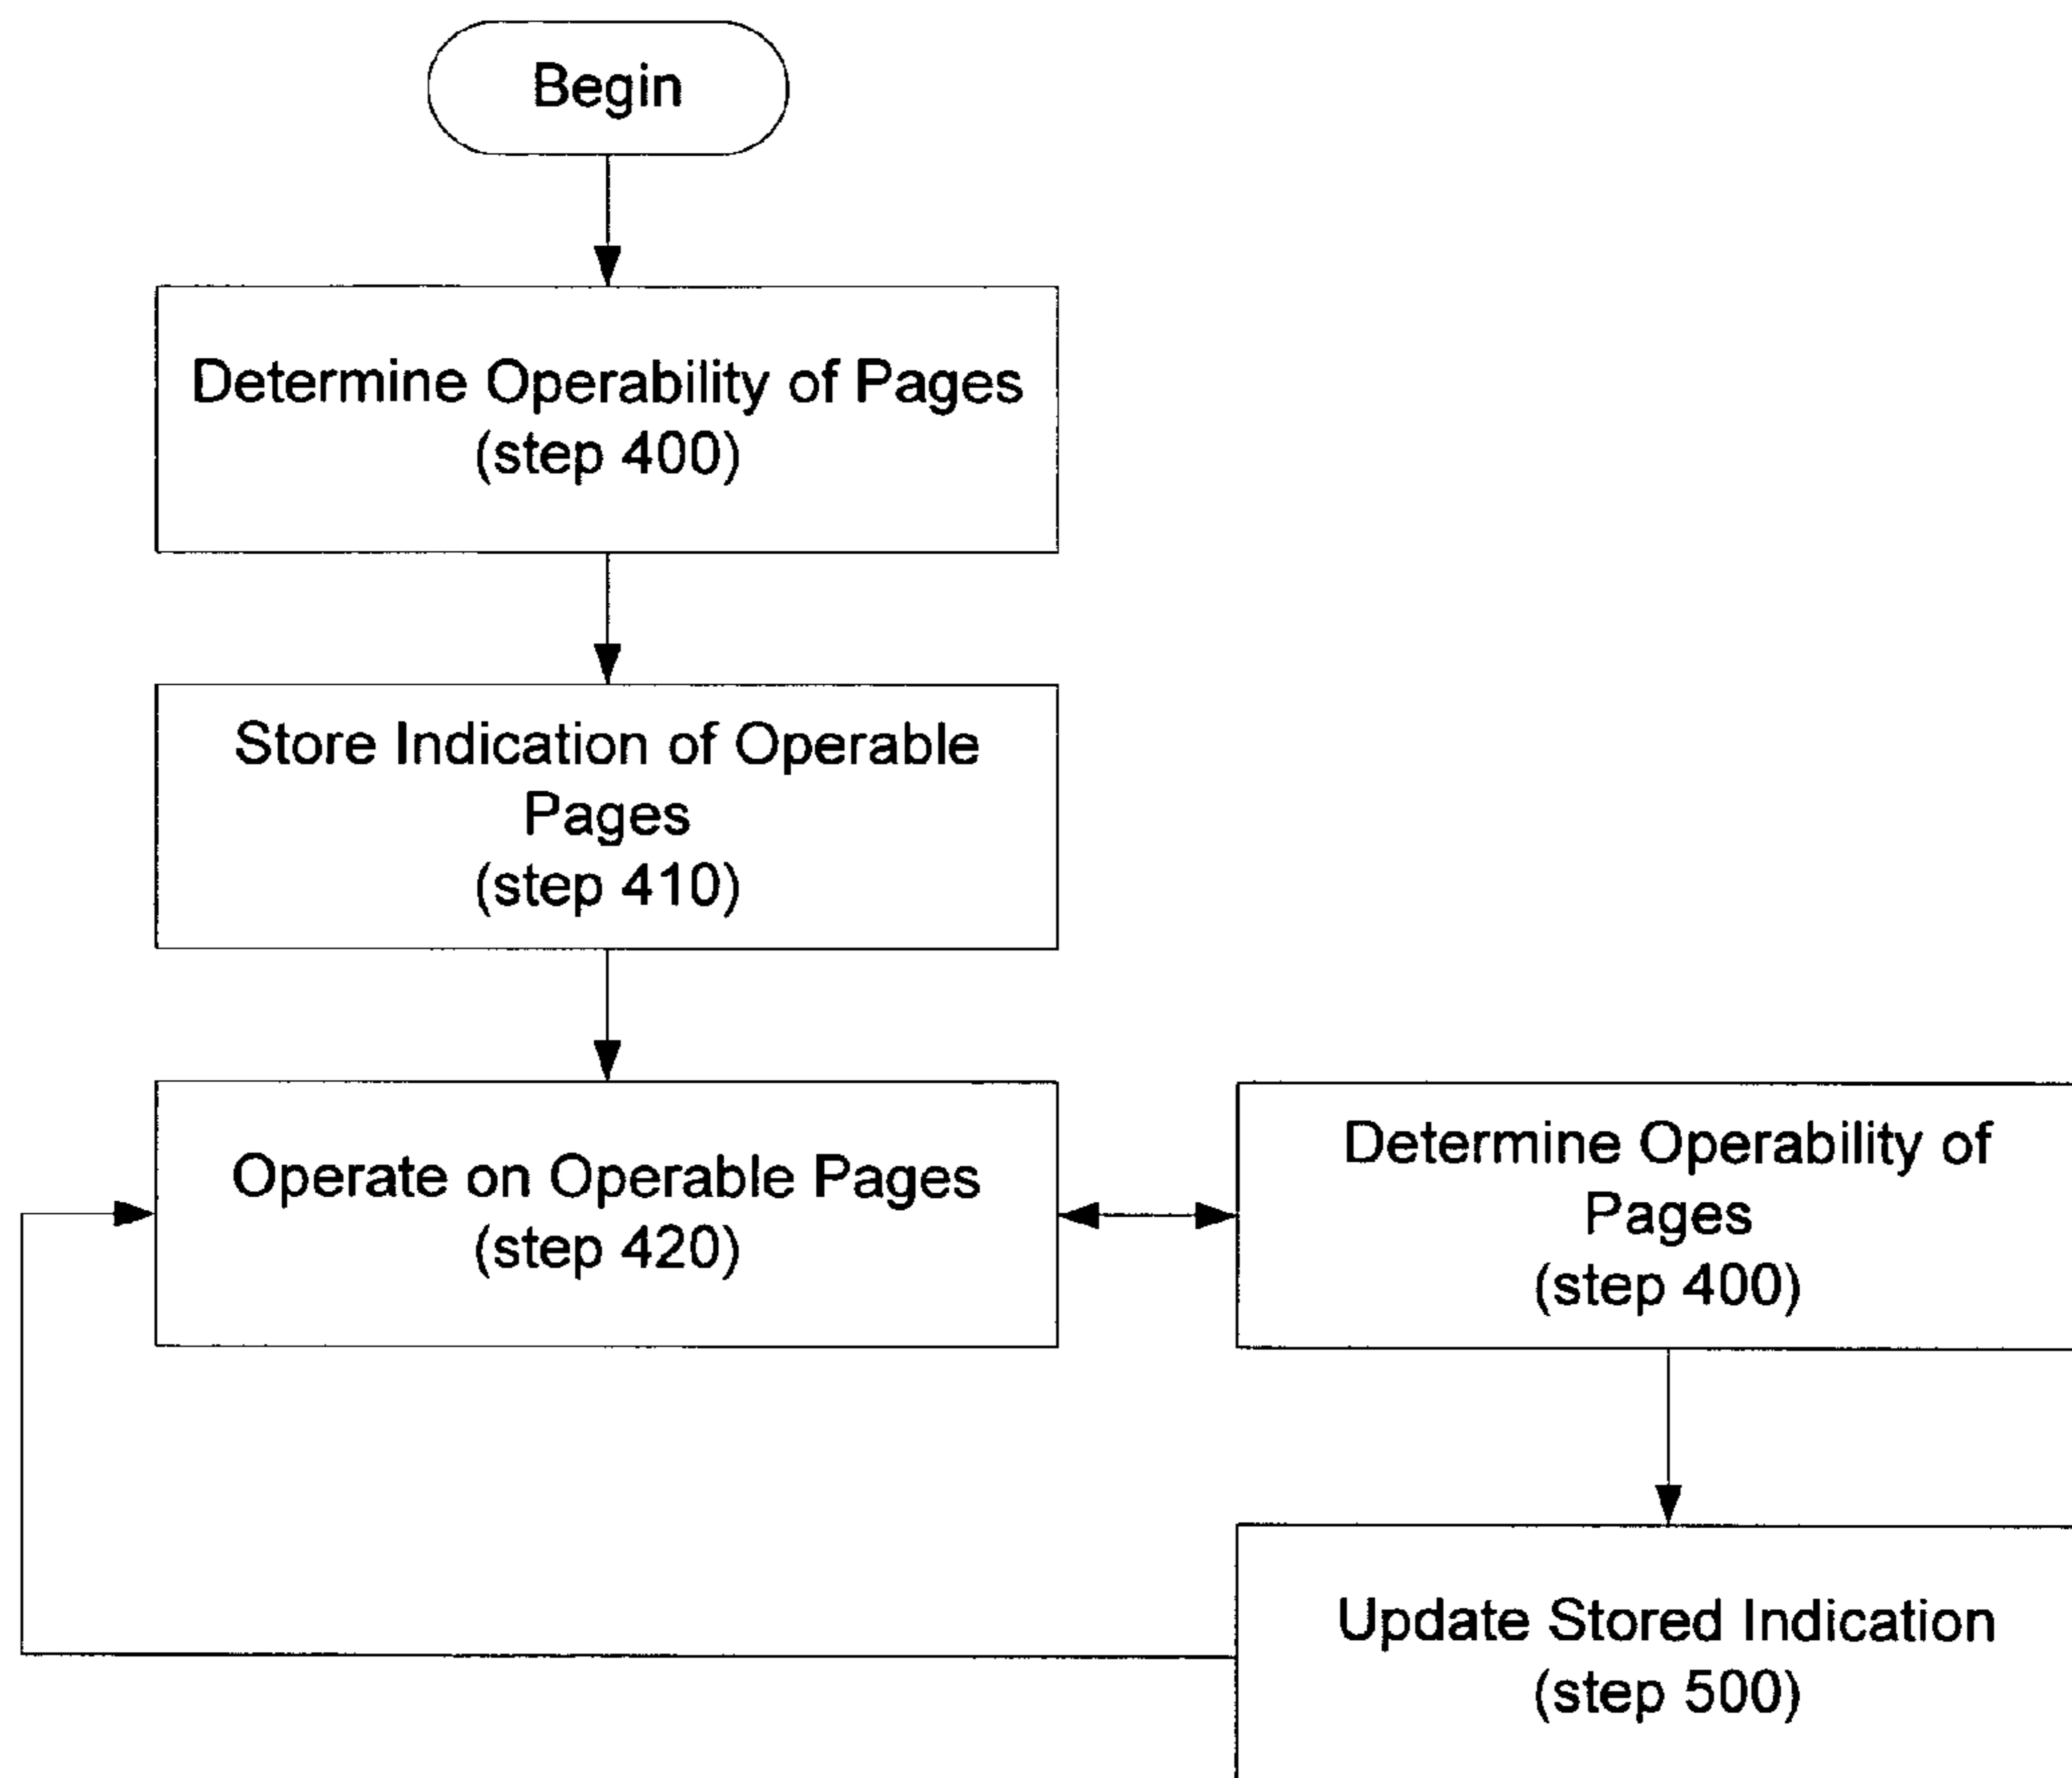 Begin
Determine Operability of Pages
(step 400)
Store Indication of Operable
Pages
(step 410)
Operate on Operable Pages
(step 420)
Determine Operability of
Pages
(step 400)
Update Stored Indication
(step 500)